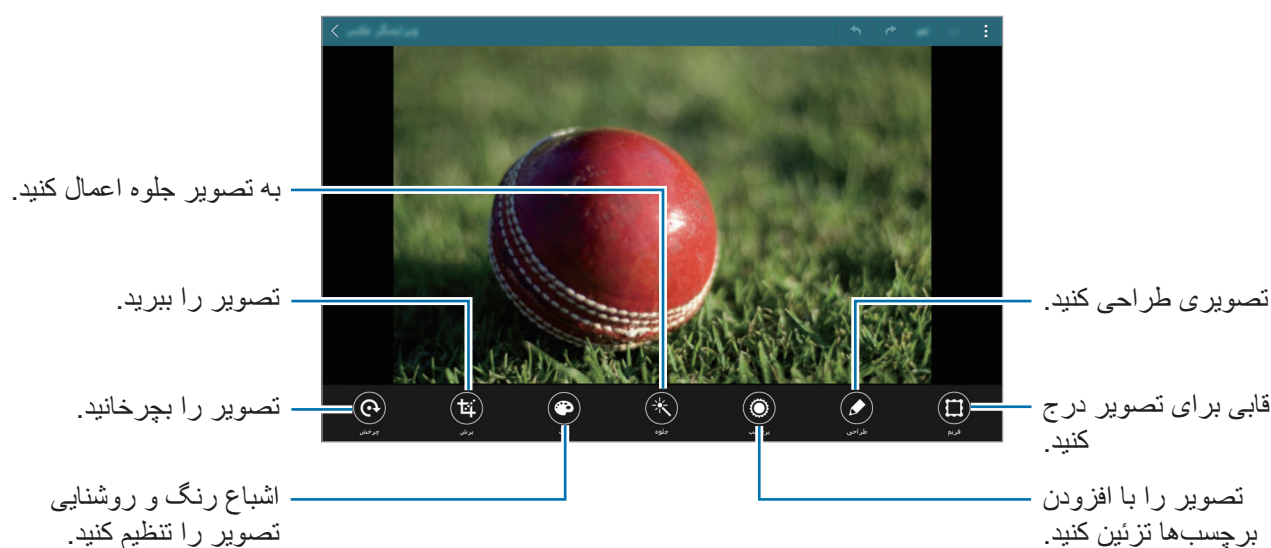 به تصویر جلوه اعمال کنید.
تصویر را ببرید.
تصویر را بچرخانید.
اشباع رنگ و روشنایی
تصویر را تنظیم کنید.
تصویری طراحی کنید.
قابی برای تصویر درج
کنید.
تصویر را با افزودن
برچسب‌ها تزئین کنید.
چرخش
برش
جلوه
طراحی
فریم